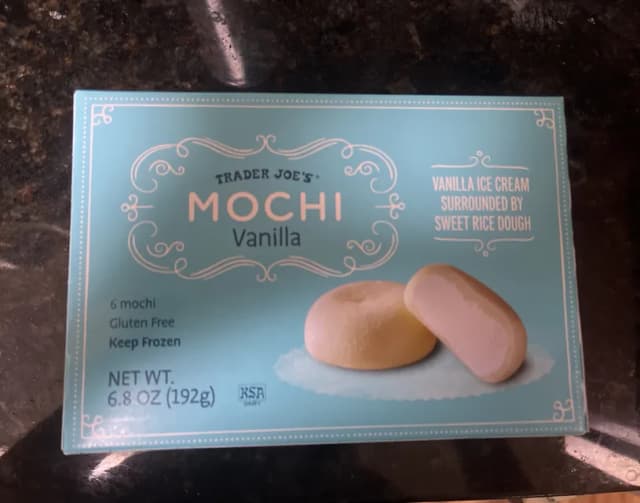 TRADER JOE'S
MOCHI
Vanilla
VANILLA ICE CREAM
SURROUNDED BY
SWEET RICE DOUGH
6 mochi
Gluten Free
Keep Frozen
NET WT.
6.8 OZ (192g)
KSA
DAIRY